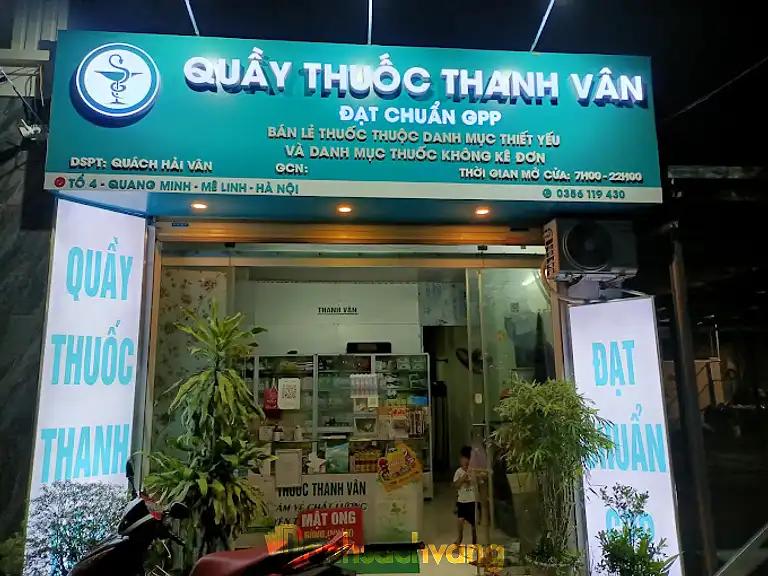 QUẦY THUỐC THANH VÂN
ĐẠT CHUẨN GPP
BÁN LẺ THUỐC THUỘC DANH MỤC THIẾT YẾU
VÀ DANH MỤC THUỐC KHÔNG KÊ ĐƠN
DSPT: QUÁCH HẢI VÂN GCN: THỜI GIAN MỞ CỬA: 7H00 - 22H00
TỔ 4 - QUANG MINH - MÊ LINH - HÀ NỘI 0356 119 430
QUẦY
THUỐC
THANH
THANH VÂN
ĐẠT
CHUẨN
GPP
THUỐC THANH VÂN
MẬT ONG